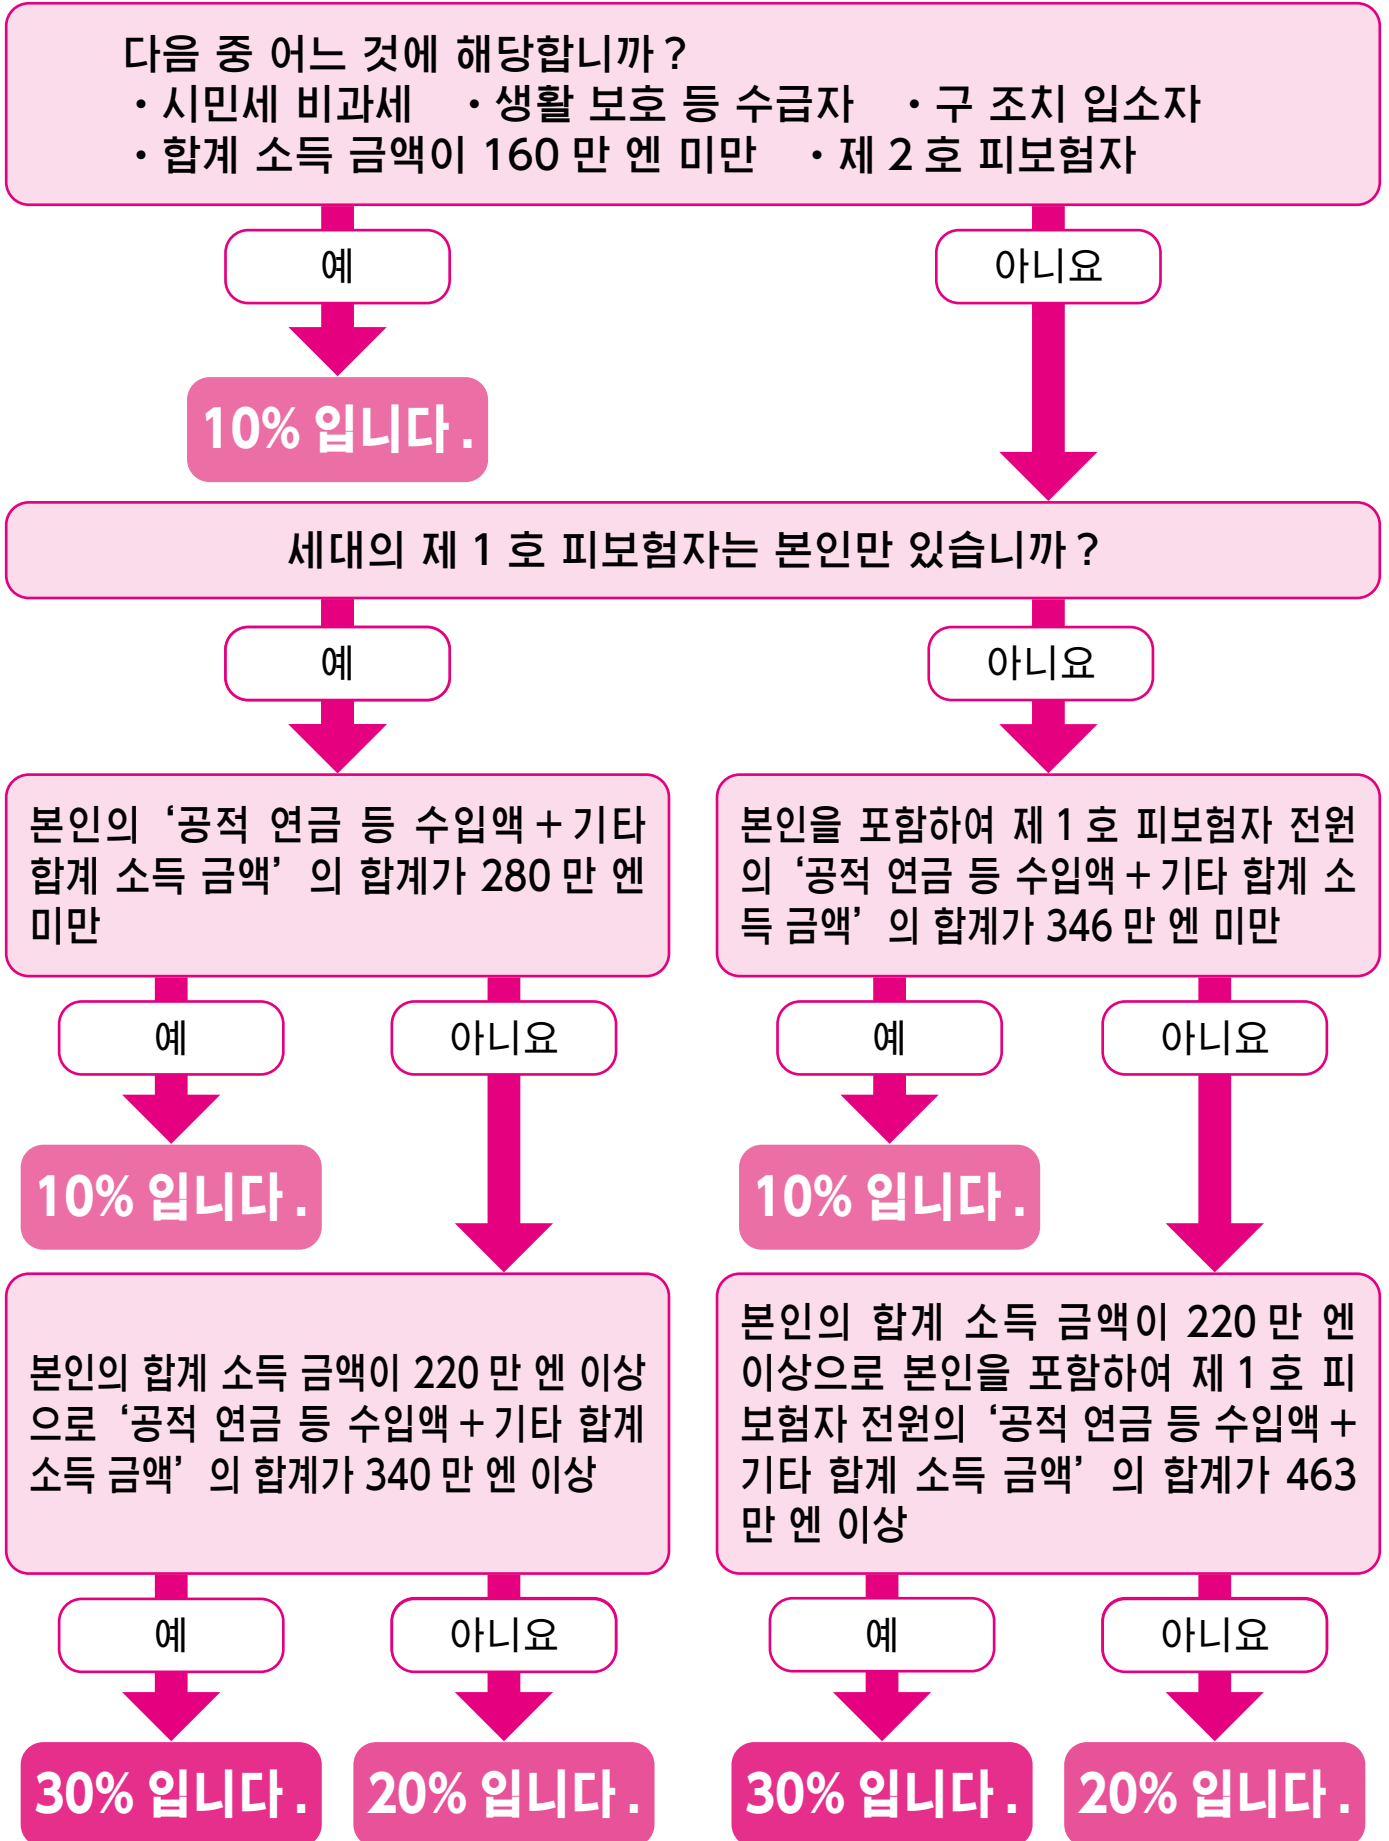 다음 중 어느 것에 해당합니까?
・시민세 비과세 ・생활 보호 등 수급자 ・구 조치 입소자
・합계 소득 금액이 160 만 엔 미만 ・제 2 호 피보험자
예
아니요
10% 입니다.
세대의 제 1 호 피보험자는 본인만 있습니까?
예
아니요
본인의 ‘공적 연금 등 수입액+기타
합계 소득 금액’의 합계가 280 만 엔
미만
본인을 포함하여 제 1 호 피보험자 전원
의 ‘공적 연금 등 수입액+기타 합계 소
득 금액’의 합계가 346 만 엔 미만
예
아니요
예
아니요
10% 입니다.
10% 입니다.
본인의 합계 소득 금액이 220 만 엔 이상
으로 ‘공적 연금 등 수입액+기타 합계
소득 금액’의 합계가 340 만 엔 이상
본인의 합계 소득 금액이 220 만 엔
이상으로 본인을 포함하여 제 1 호 피
보험자 전원의 ‘공적 연금 등 수입액+
기타 합계 소득 금액’의 합계가 463
만 엔 이상
예
아니요
예
아니요
30% 입니다.
20% 입니다.
30% 입니다.
20% 입니다.